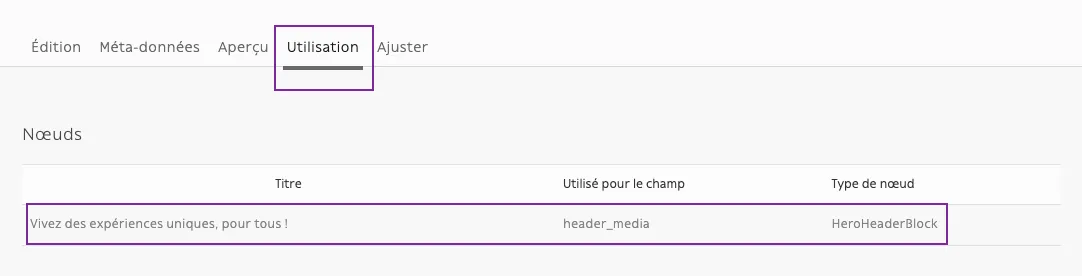 Édition Méta-données Aperçu Utilisation Ajuster
Nœuds
Titre Utilisé pour le champ Type de nœud
Vivez des expériences uniques, pour tous ! header_media HeroHeaderBlock